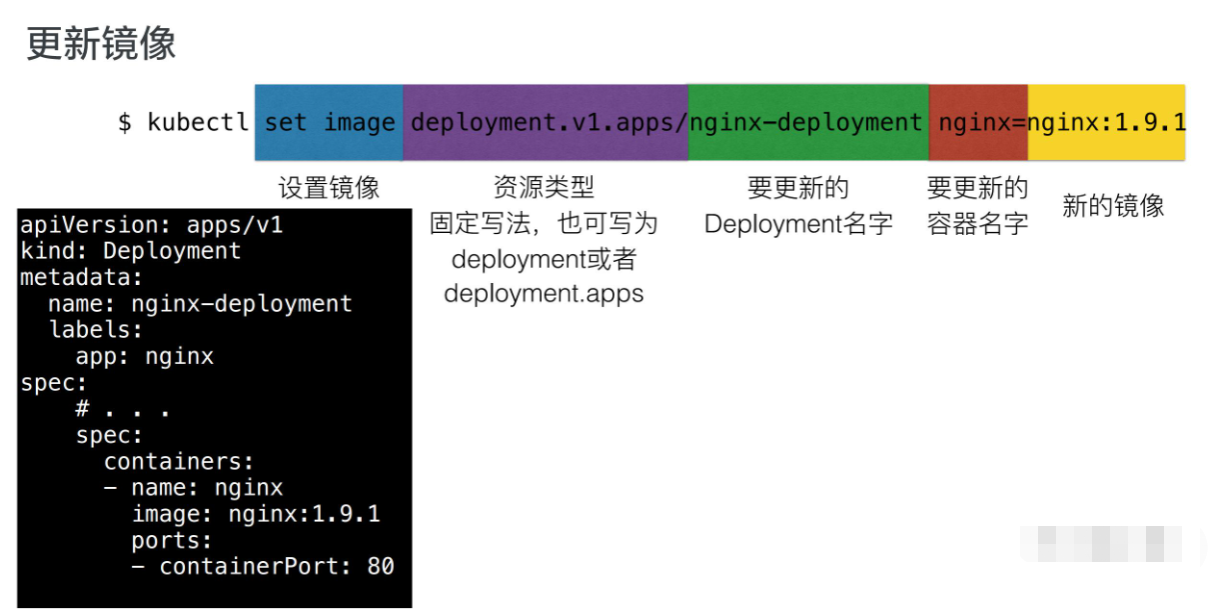 更新镜像
$ kubectl set image deployment.v1.apps/nginx-deployment nginx=nginx:1.9.1
设置镜像
资源类型
固定写法，也可写为
deployment或者
deployment.apps
要更新的
Deployment名字
要更新的
容器名字
新的镜像
apiVersion: apps/v1
kind: Deployment
metadata:
  name: nginx-deployment
  labels:
    app: nginx
spec:
    # . . .
    spec:
      containers:
      - name: nginx
        image: nginx:1.9.1
        ports:
        - containerPort: 80